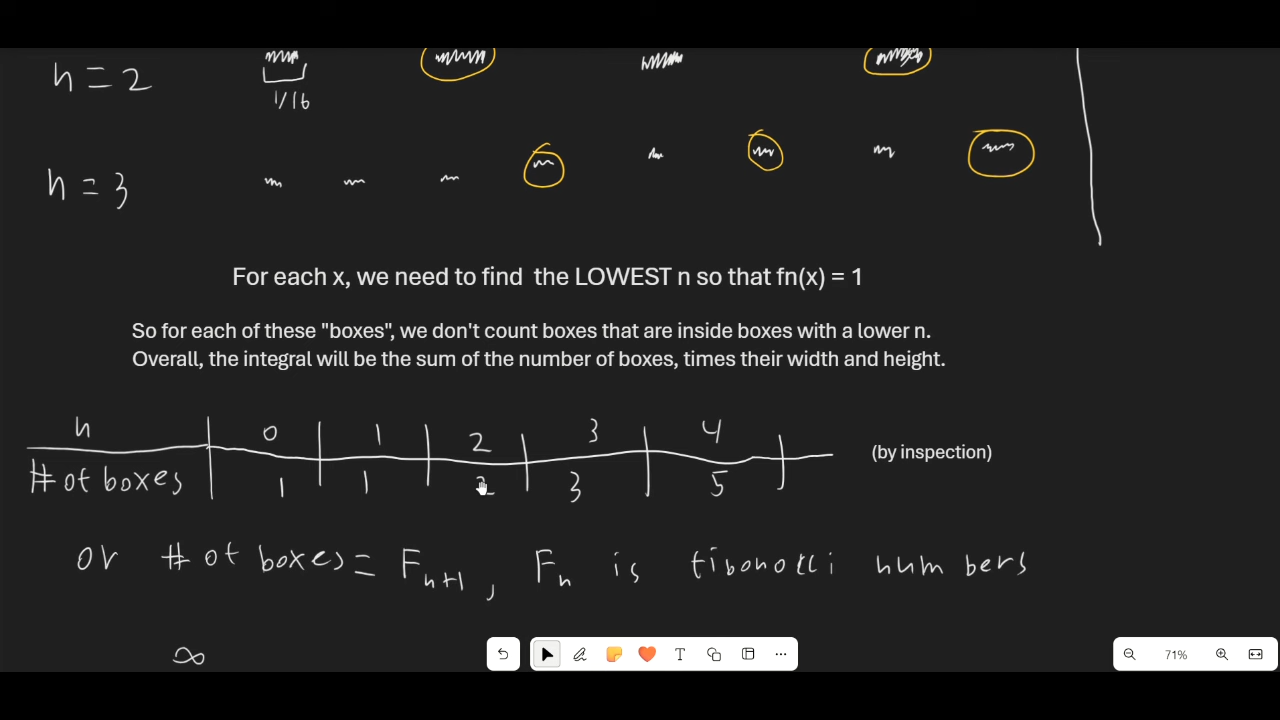 n = 2
1/16
n = 3
For each x, we need to find the LOWEST n so that fn(x) = 1
So for each of these "boxes", we don't count boxes that are inside boxes with a lower n.
Overall, the integral will be the sum of the number of boxes, times their width and height.
n 0 1 2 3 4
# of boxes 1 1 2 3 5
(by inspection)
or # of boxes = Fn+1, Fn is fibonacci numbers
∞
71%